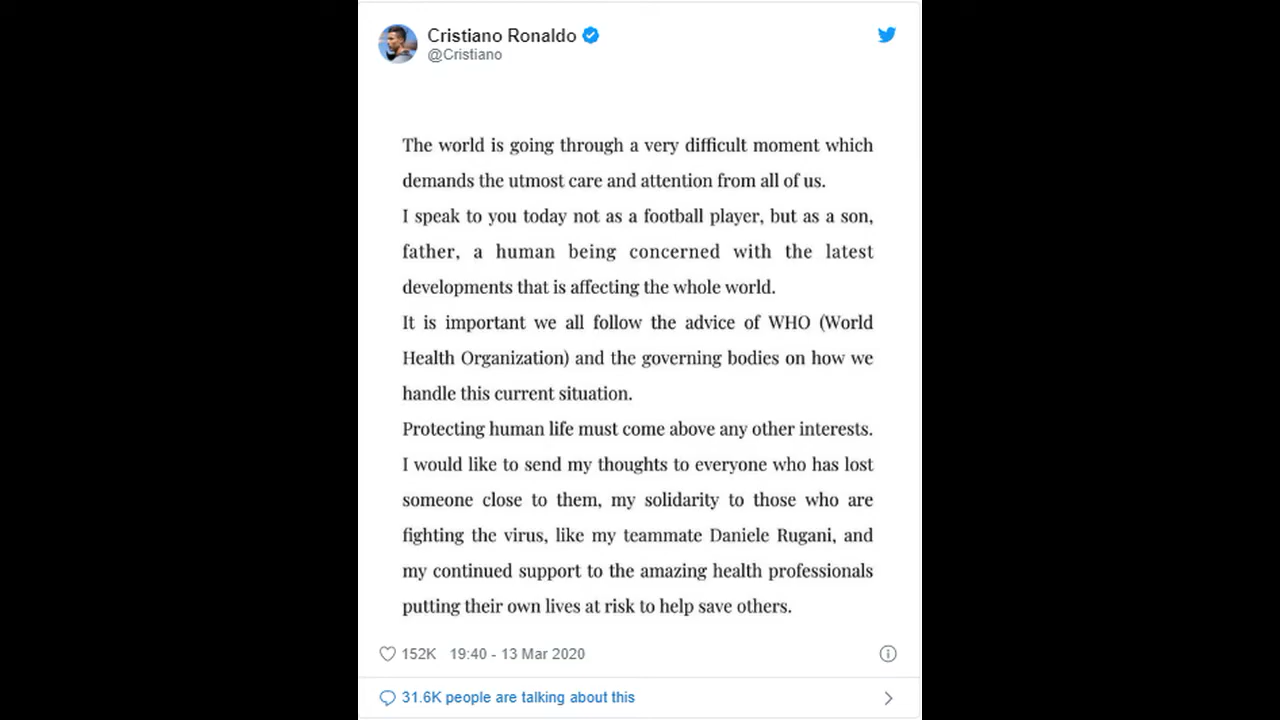 Cristiano Ronaldo
@Cristiano
The world is going through a very difficult moment which
demands the utmost care and attention from all of us.
I speak to you today not as a football player, but as a son,
father, a human being concerned with the latest
developments that is affecting the whole world.
It is important we all follow the advice of WHO (World
Health Organization) and the governing bodies on how we
handle this current situation.
Protecting human life must come above any other interests.
I would like to send my thoughts to everyone who has lost
someone close to them, my solidarity to those who are
fighting the virus, like my teammate Daniele Rugani, and
my continued support to the amazing health professionals
putting their own lives at risk to help save others.
152K 19:40 - 13 Mar 2020
31.6K people are talking about this